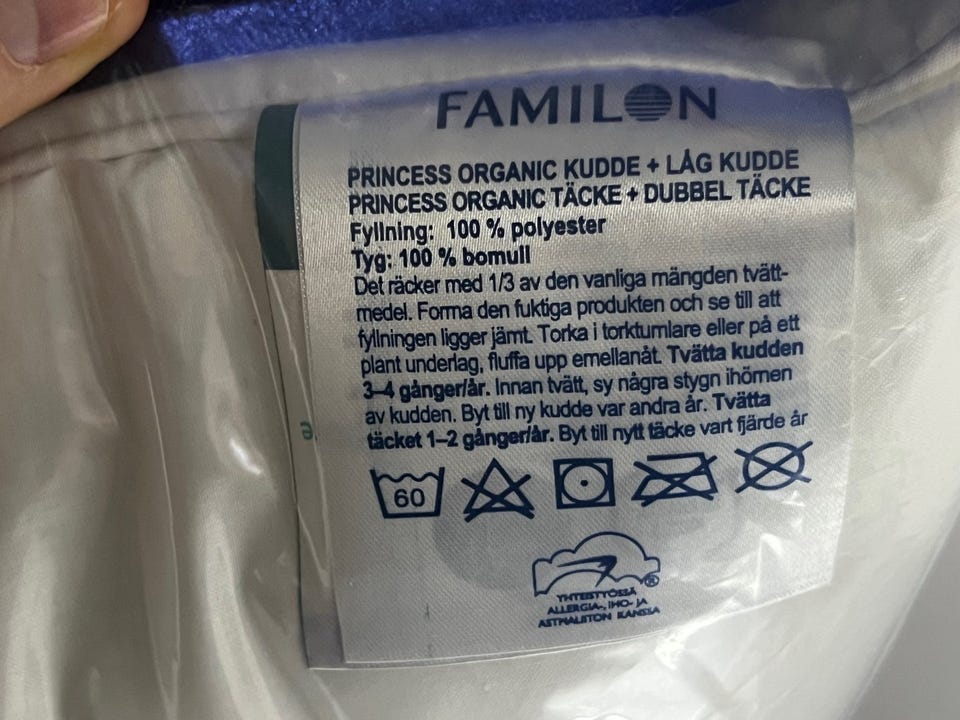 FAMILON
PRINCESS ORGANIC KUDDE + LÅG KUDDE
PRINCESS ORGANIC TÄCKE + DUBBEL TÄCKE
Fyllning: 100 % polyester
Tyg: 100 % bomull
Det räcker med 1/3 av den vanliga mängden tvätt-
medel. Forma den fuktiga produkten och se till att
fyllningen ligger jämt. Torka i torktumlare eller på ett
plant underlag, fluffa upp emellanåt. Tvätta kudden
3–4 gånger/år. Innan tvätt, sy några stygn i hörnen
av kudden. Byt till ny kudde var andra år. Tvätta
täcket 1–2 gånger/år. Byt till nytt täcke vart fjärde år
60
YHTEISTYÖSSÄ
ALLERGIA-, IHO- JA
ASTMALIITON KANSSA